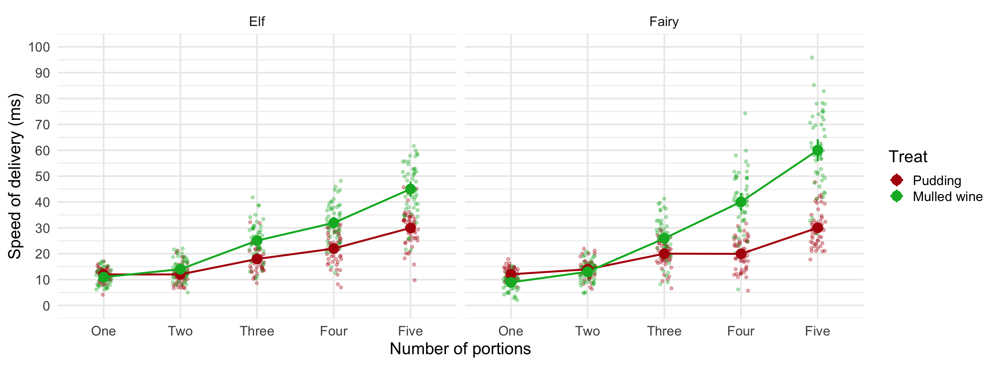 Elf
Fairy
Speed of delivery (ms)
100
90
80
70
60
50
40
30
20
10
0
One Two Three Four Five
One Two Three Four Five
Number of portions
Treat
Pudding
Mulled wine